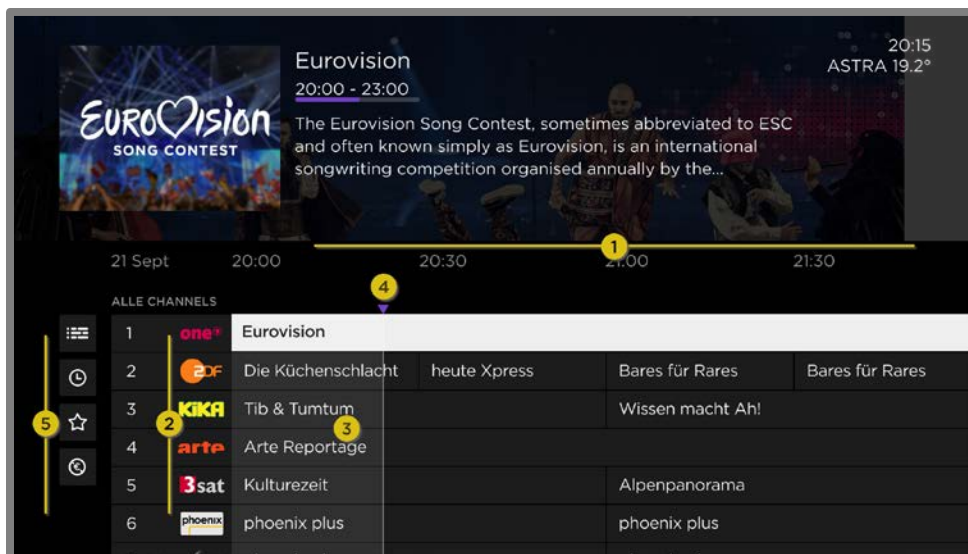 EUROVISION
SONG CONTEST
Eurovision
20:00 - 23:00
The Eurovision Song Contest, sometimes abbreviated to ESC
and often known simply as Eurovision, is an international
songwriting competition organised annually by the...
20:15
ASTRA 19.2°
1
21 Sept 20:00 20:30 21:00 21:30
4
ALLE CHANNELS
1 one Eurovision
2 2DF Die Küchenschlacht heute Xpress Bares für Rares Bares für Rares
3 KiKA Tib & Tumtum Wissen macht Ah!
5 2 3
4 arte Arte Reportage
5 3sat Kulturezeit Alpenpanorama
6 phoenix phoenix plus phoenix plus